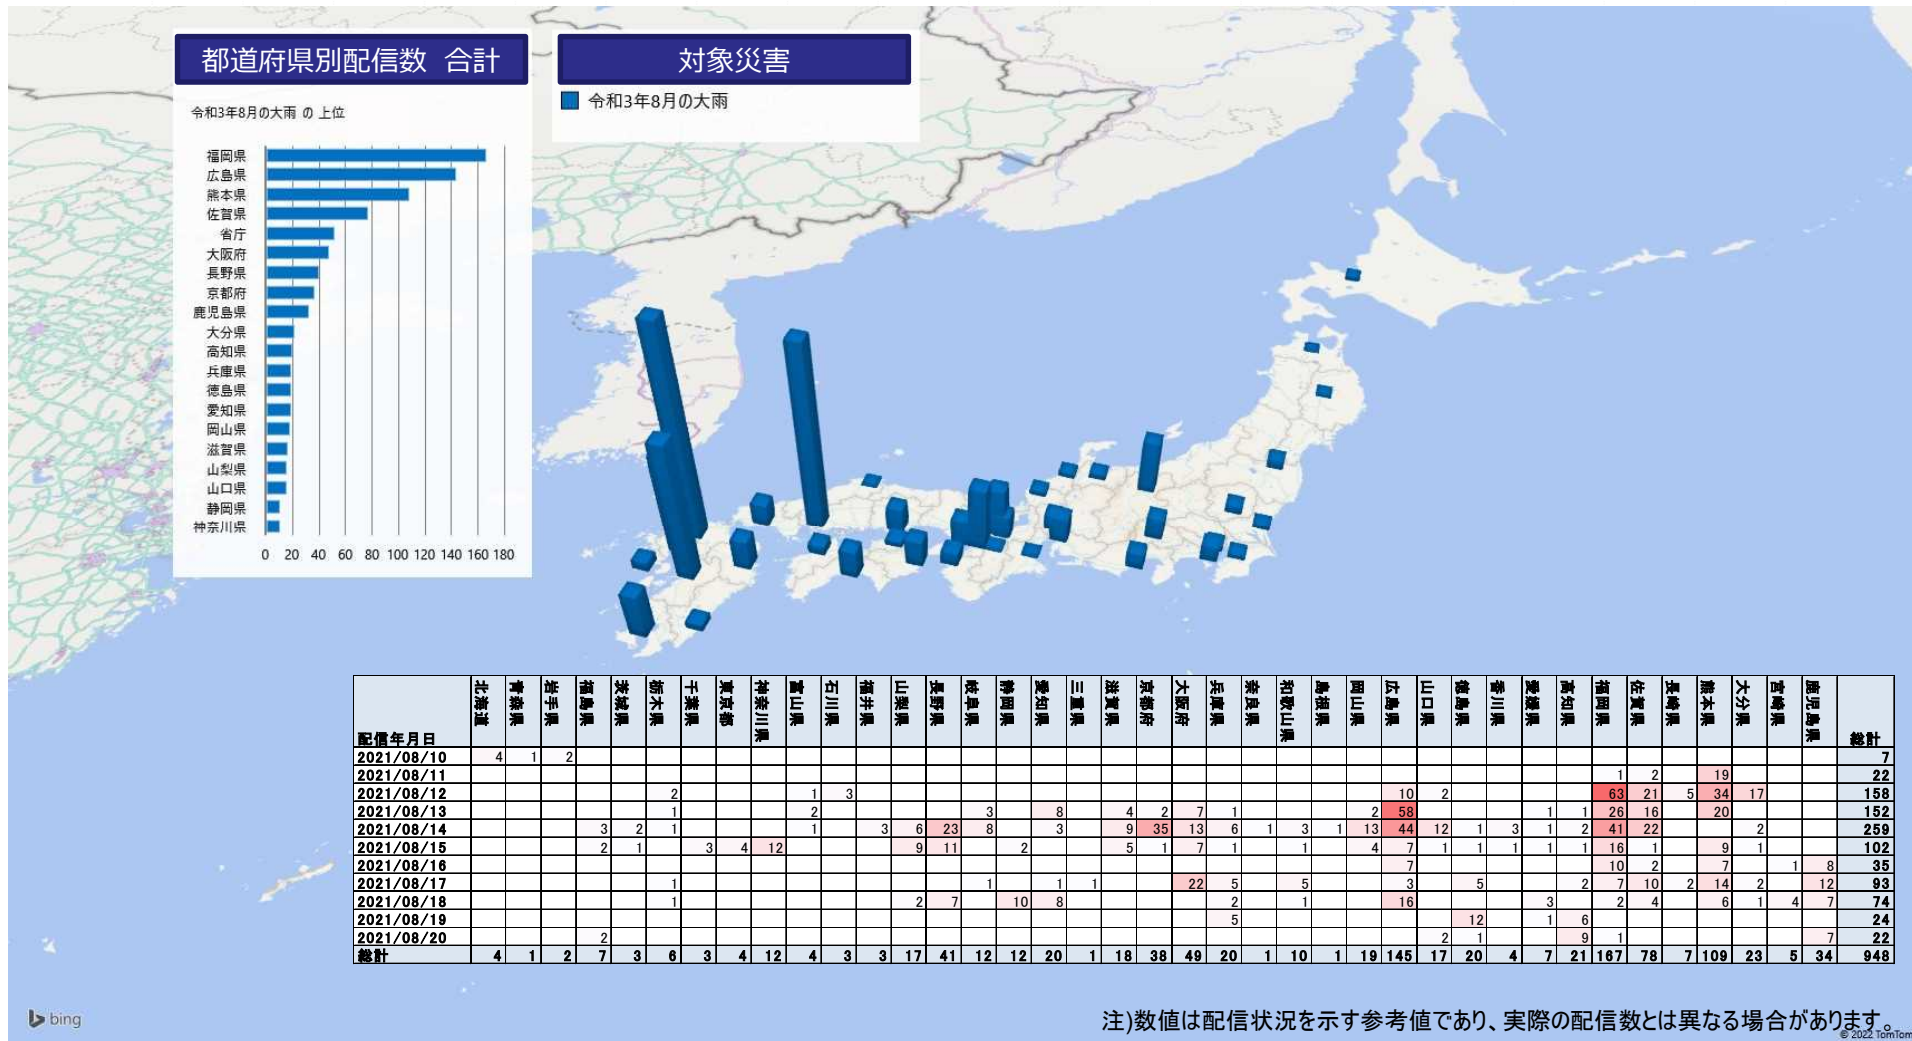 都道府県別配信数 合計
対象災害
令和3年8月の大雨
令和3年8月の大雨 の 上位
福岡県
広島県
熊本県
佐賀県
省庁
大阪府
長野県
京都府
鹿児島県
大分県
高知県
兵庫県
徳島県
愛知県
岡山県
滋賀県
山梨県
山口県
静岡県
神奈川県
0 20 40 60 80 100 120 140 160 180
配信年月日 北海道 青森県 岩手県 福島県 茨城県 栃木県 千葉県 東京都 神奈川県 富山県 石川県 福井県 山梨県 長野県 岐阜県 静岡県 愛知県 三重県 滋賀県 京都府 大阪府 兵庫県 奈良県 和歌山県 島根県 岡山県 広島県 山口県 徳島県 香川県 愛媛県 高知県 福岡県 佐賀県 長崎県 熊本県 大分県 宮崎県 鹿児島県 総計
2021/08/10 4 1 2 7
2021/08/11 1 2 19 22
2021/08/12 2 1 3 10 2 63 21 5 34 17 158
2021/08/13 1 2 3 8 4 2 7 1 2 58 1 1 26 16 20 152
2021/08/14 3 2 1 1 3 6 23 8 3 9 35 13 6 1 3 1 13 44 12 1 3 1 2 41 22 2 259
2021/08/15 2 1 3 4 12 9 11 2 5 1 7 1 1 4 7 1 1 1 1 1 16 1 9 1 102
2021/08/16 7 10 2 7 1 8 35
2021/08/17 1 1 1 1 22 5 5 3 5 2 7 10 2 14 2 12 93
2021/08/18 1 2 7 10 8 2 1 16 3 2 4 6 1 4 7 74
2021/08/19 5 12 1 6 24
2021/08/20 2 2 1 9 1 7 22
総計 4 1 2 7 3 6 3 4 12 4 3 3 17 41 12 12 20 1 18 38 49 20 1 10 1 19 145 17 20 4 7 21 167 78 7 109 23 5 34 948
注)数値は配信状況を示す参考値であり、実際の配信数とは異なる場合があります。
bing
© 2022 TomTom